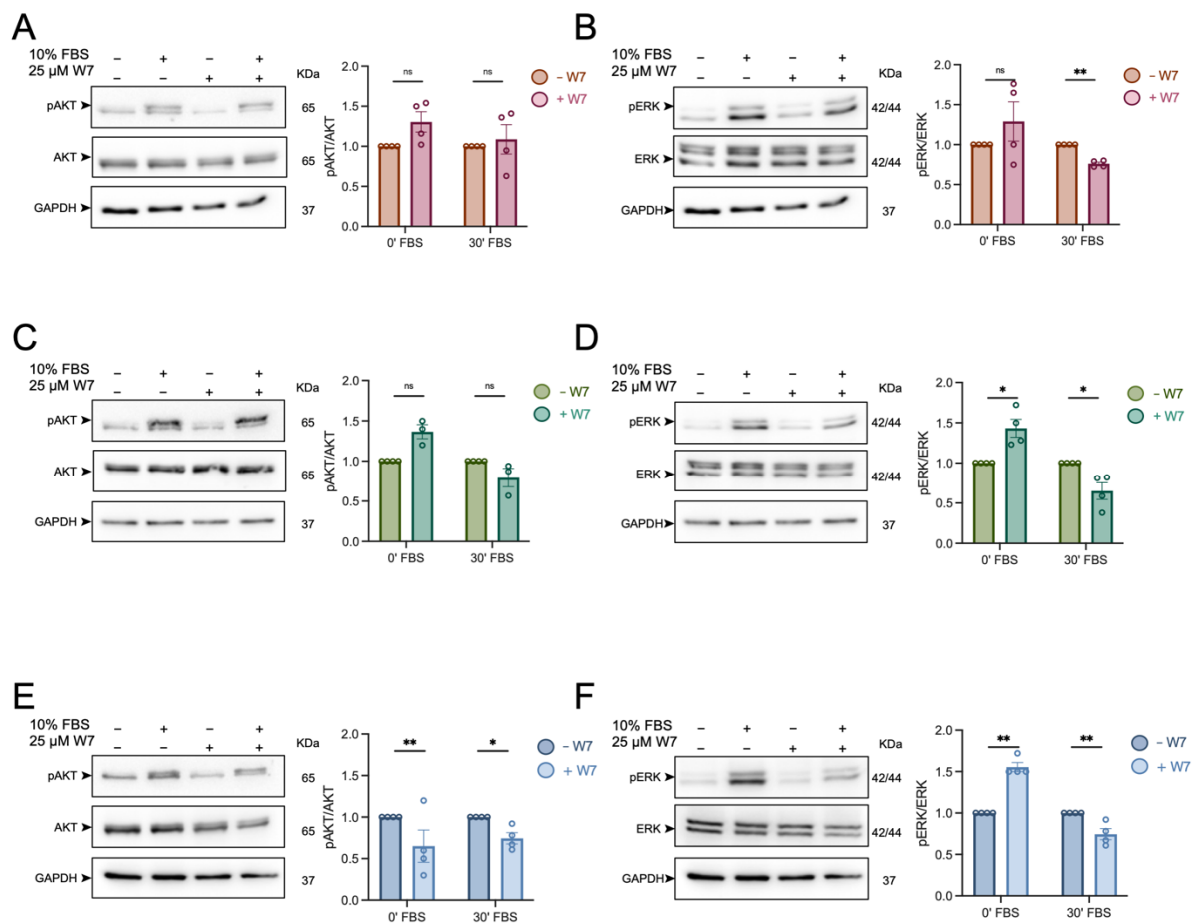 A
10% FBS – + – +
25 µM W7 – – + +
KDa
pAKT 65
AKT 65
GAPDH 37
pAKT/AKT
2.0
1.5
1.0
0.5
0.0
ns ns
0' FBS 30' FBS
– W7
+ W7
B
10% FBS – + – +
25 µM W7 – – + +
KDa
pERK 42/44
ERK 42/44
GAPDH 37
pERK/ERK
2.0
1.5
1.0
0.5
0.0
ns **
0' FBS 30' FBS
– W7
+ W7
C
10% FBS – + – +
25 µM W7 – – + +
KDa
pAKT 65
AKT 65
GAPDH 37
pAKT/AKT
2.0
1.5
1.0
0.5
0.0
ns ns
0' FBS 30' FBS
– W7
+ W7
D
10% FBS – + – +
25 µM W7 – – + +
KDa
pERK 42/44
ERK 42/44
GAPDH 37
pERK/ERK
2.0
1.5
1.0
0.5
0.0
* *
0' FBS 30' FBS
– W7
+ W7
E
10% FBS – + – +
25 µM W7 – – + +
KDa
pAKT 65
AKT 65
GAPDH 37
pAKT/AKT
2.0
1.5
1.0
0.5
0.0
** *
0' FBS 30' FBS
– W7
+ W7
F
10% FBS – + – +
25 µM W7 – – + +
KDa
pERK 42/44
ERK 42/44
GAPDH 37
pERK/ERK
2.0
1.5
1.0
0.5
0.0
** **
0' FBS 30' FBS
– W7
+ W7